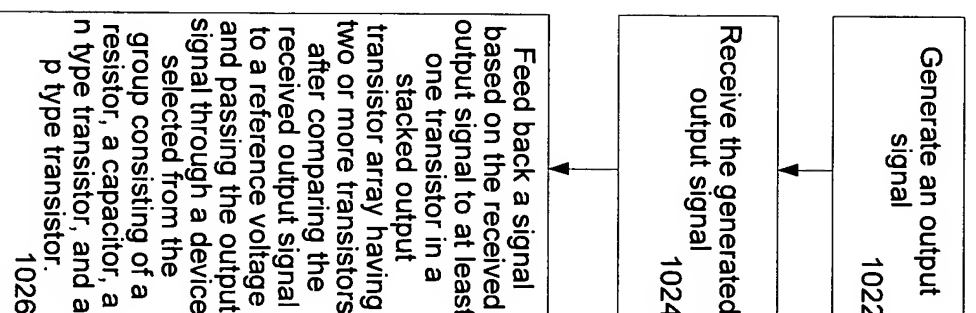 Generate an output
signal
1022
Receive the generated
output signal
1024
Feed back a signal
based on the received
output signal to at least
one transistor in a
stacked output
transistor array having
two or more transistors
after comparing the
received output signal
to a reference voltage
and passing the output
signal through a device
selected from the
group consisting of a
resistor, a capacitor, a
n type transistor, and a
p type transistor.
1026